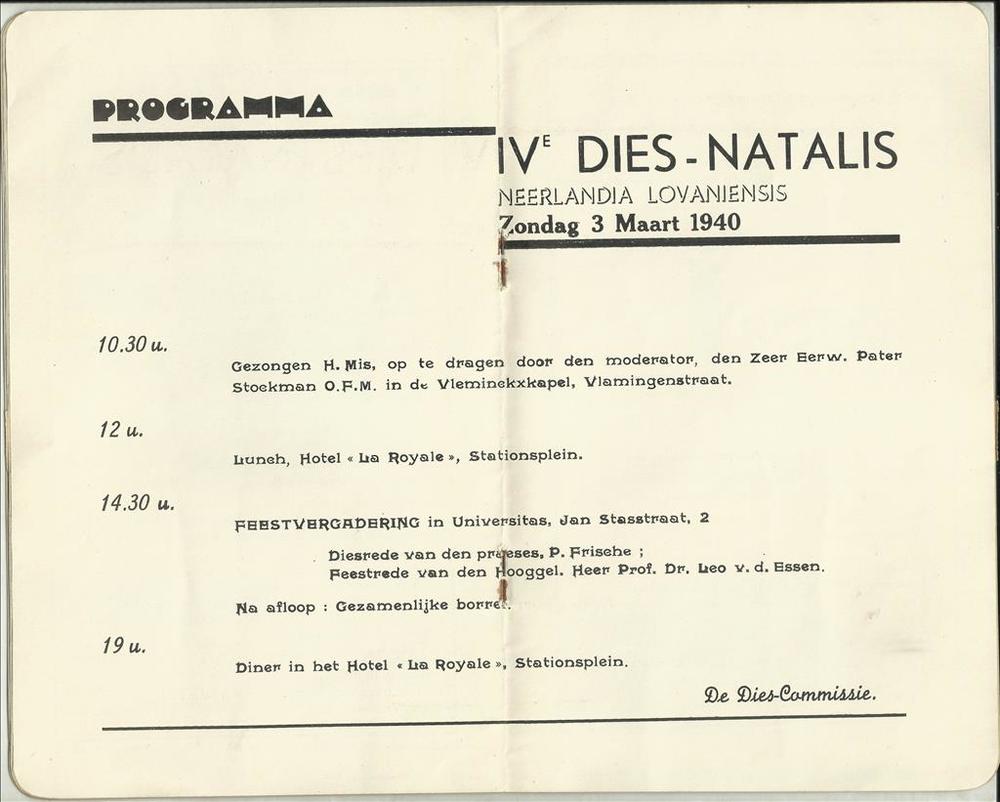 PROGRAMMA
IVE DIES-NATALIS
NEERLANDIA LOVANIENSIS
Zondag 3 Maart 1940
10.30 u.
Gezongen H. Mis, op te dragen door den moderator, den Zeer Eerw. Pater
Stockman O.F.M. in de Vleminckxkapel, Vlamingenstraat.
12 u.
Lunch, Hotel « La Royale », Stationsplein.
14.30 u.
FEESTVERGADERING in Universitas, Jan Stasstraat, 2
Diesrede van den praeses, P. Frische ;
Feestrede van den Hooggel. Heer Prof. Dr. Leo v. d. Essen.
Na afloop : Gezamenlijke borrel.
19 u.
Diner in het Hotel « La Royale », Stationsplein.
De Dies-Commissie.